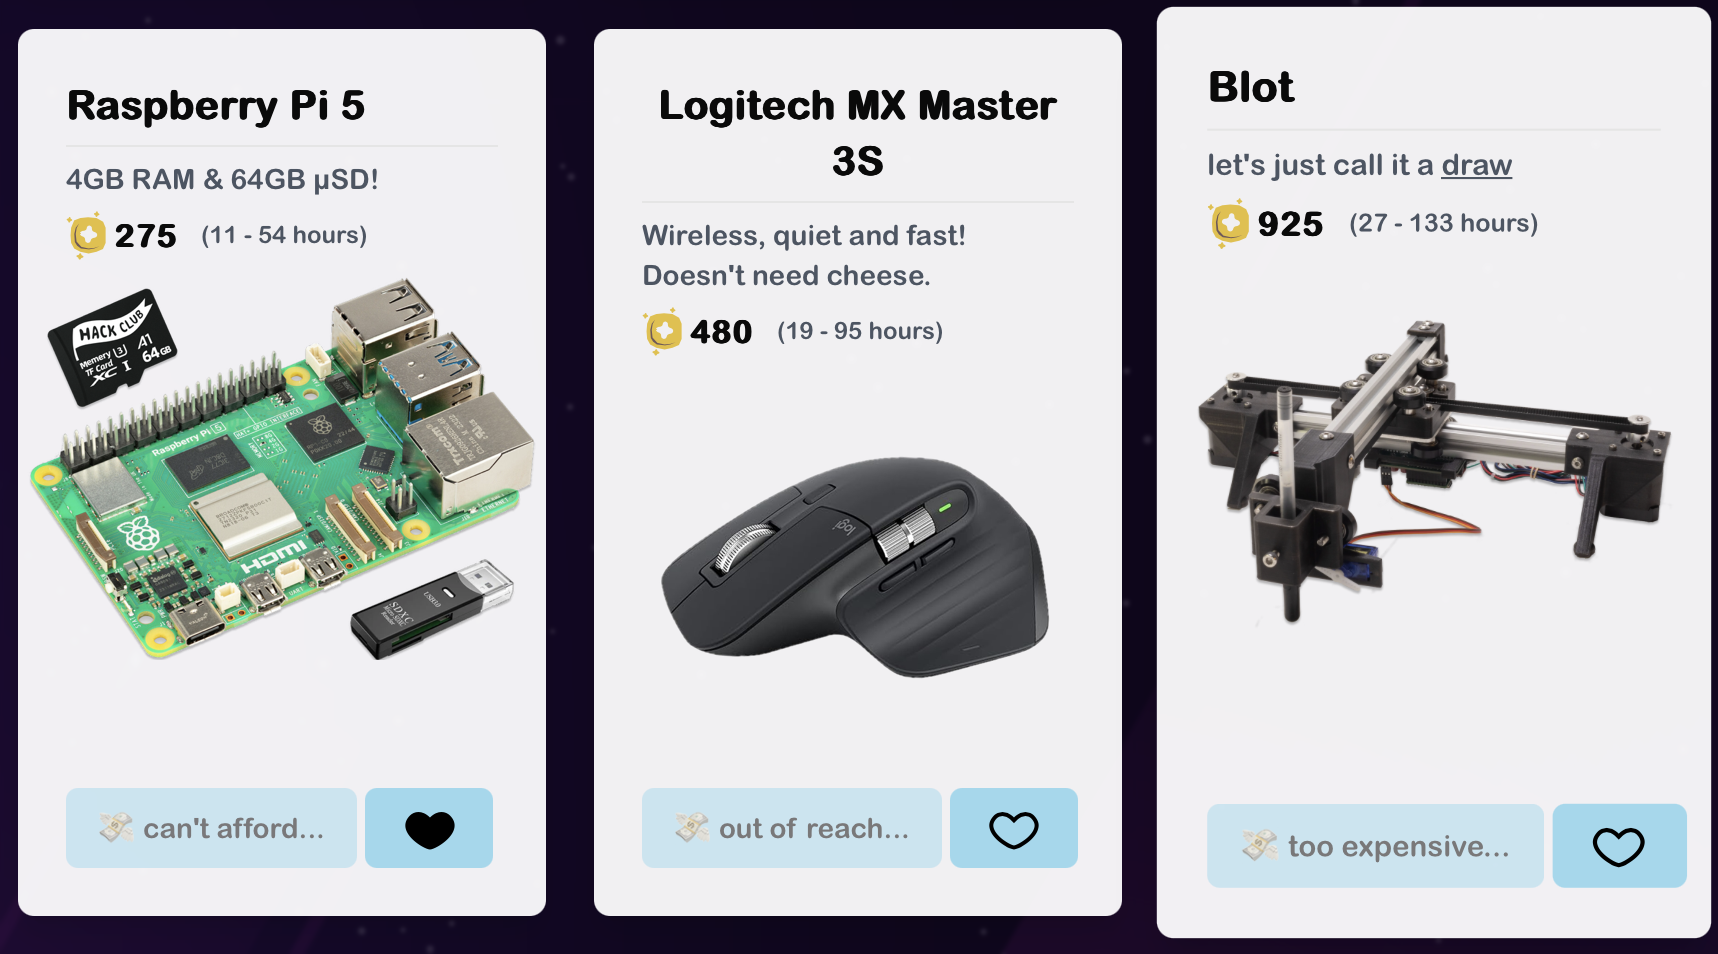 Raspberry Pi 5
4GB RAM & 64GB µSD!
275 (11 - 54 hours)
HACK CLUB
Memory U3 A1
TF Card 64GB
XC I
Raspberry Pi 5
HDMI
SDXC
💸 can't afford...
Logitech MX Master
3S
Wireless, quiet and fast!
Doesn't need cheese.
480 (19 - 95 hours)
logi
💸 out of reach...
Blot
let's just call it a draw
925 (27 - 133 hours)
💸 too expensive...